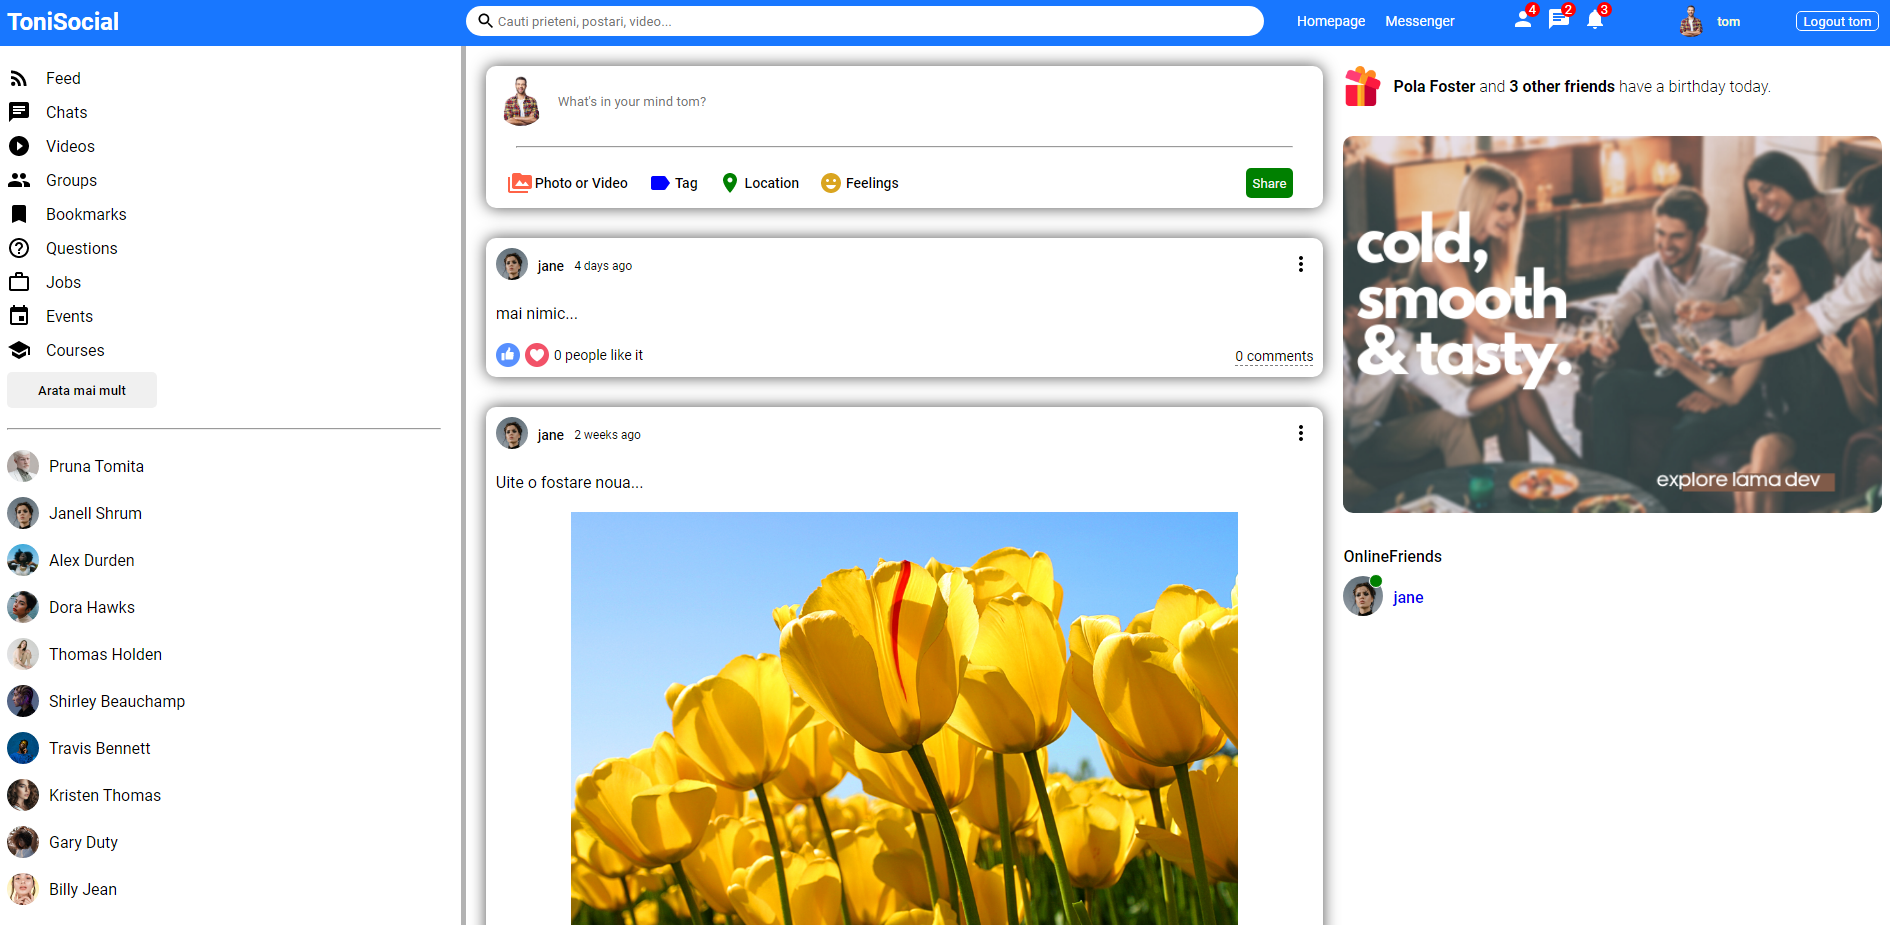 ToniSocial
Cauti prieteni, postari, video...
Homepage
Messenger
4
2
3
tom
Logout tom
Feed
Chats
Videos
Groups
Bookmarks
Questions
Jobs
Events
Courses
Arata mai mult
Pruna Tomita
Janell Shrum
Alex Durden
Dora Hawks
Thomas Holden
Shirley Beauchamp
Travis Bennett
Kristen Thomas
Gary Duty
Billy Jean
What's in your mind tom?
Photo or Video
Tag
Location
Feelings
Share
jane 4 days ago
mai nimic...
0 people like it
0 comments
jane 2 weeks ago
Uite o fostare noua...
Pola Foster and 3 other friends have a birthday today.
cold,
smooth
& tasty.
explore lama dev
OnlineFriends
jane